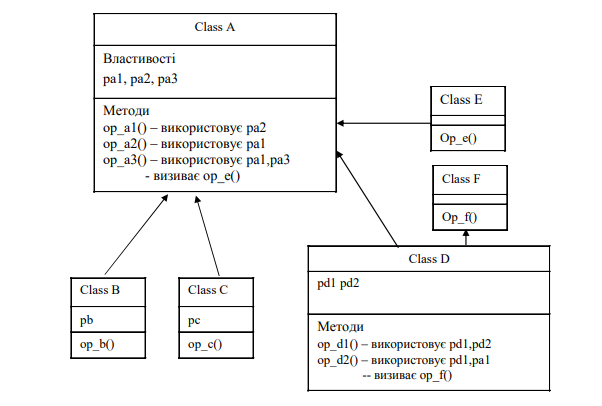 Class A
Властивості
pa1, pa2, pa3
Методи
op_a1() – використовує pa2
op_a2() – використовує pa1
op_a3() – використовує pa1,pa3
- визиває op_e()
Class E
Op_e()
Class F
Op_f()
Class B
pb
op_b()
Class C
pc
op_c()
Class D
pd1 pd2
Методи
op_d1() – використовує pd1,pd2
op_d2() – використовує pd1,pa1
-- визиває op_f()